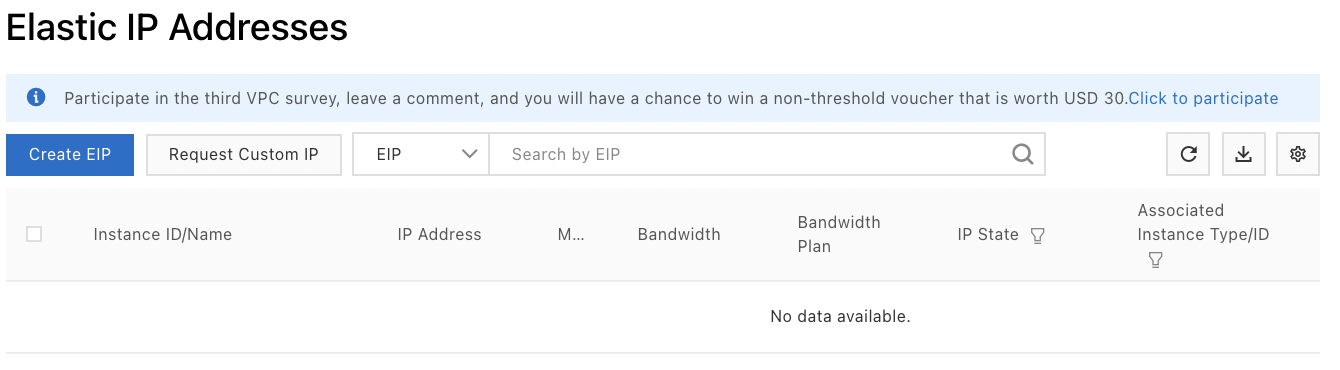 Elastic IP Addresses
Participate in the third VPC survey, leave a comment, and you will have a chance to win a non-threshold voucher that is worth USD 30.Click to participate
Create EIP
Request Custom IP
EIP
Search by EIP
Instance ID/Name
IP Address
M...
Bandwidth
Bandwidth
Plan
IP State
Associated
Instance Type/ID
No data available.